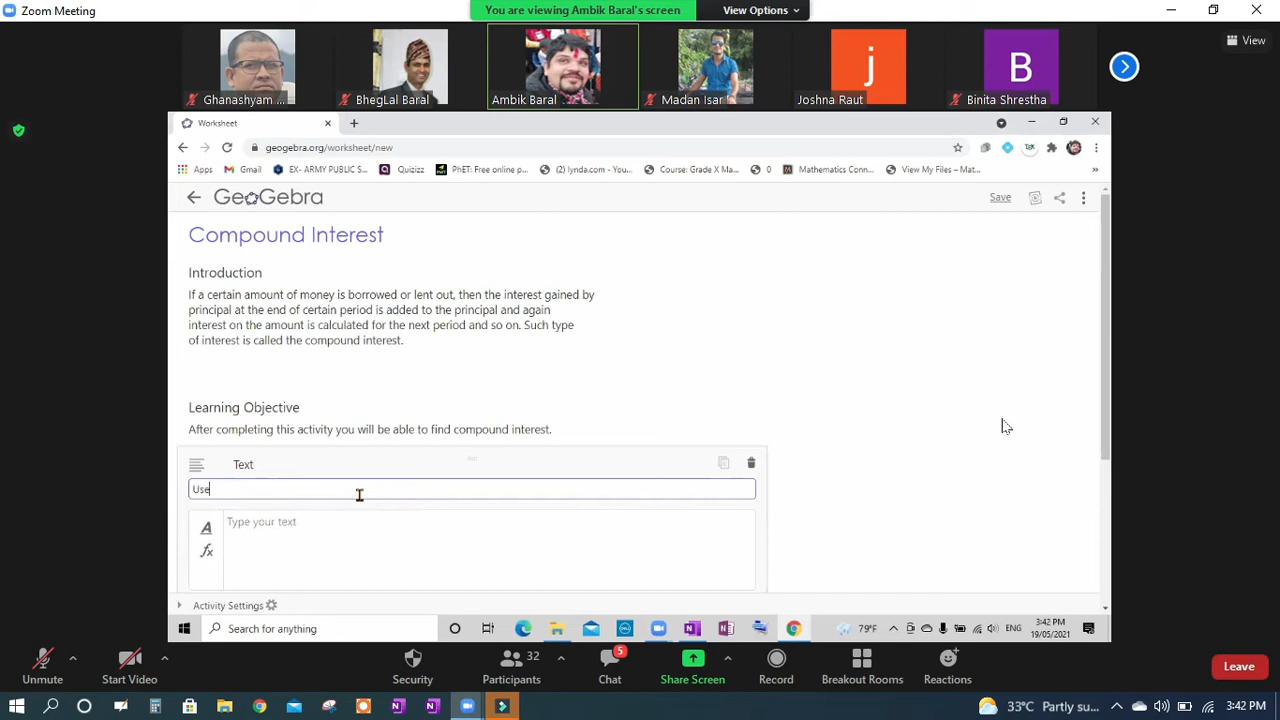 Zoom Meeting
You are viewing Ambik Baral's screen
View Options
View
Ghanashyam ...
BhegLal Baral
Ambik Baral
Madan Isar
j
Joshna Raut
B
Binita Shrestha
Worksheet
geogebra.org/worksheet/new
Apps
Gmail
EX- ARMY PUBLIC S...
Quizizz
PhET: Free online p...
(2) lynda.com - You...
Course: Grade X Ma...
0
Mathematics Conn...
View My Files – Mat...
GeoGebra
Save
Compound Interest
Introduction
If a certain amount of money is borrowed or lent out, then the interest gained by
principal at the end of certain period is added to the principal and again
interest on the amount is calculated for the next period and so on. Such type
of interest is called the compound interest.
Learning Objective
After completing this activity you will be able to find compound interest.
Text
Use
A
Type your text
fx
Activity Settings
Search for anything
79°F
ENG
3:42 PM
19/05/2021
Unmute
Start Video
Security
32
Participants
5
Chat
Share Screen
Record
Breakout Rooms
Reactions
Leave
33°C Partly su...
3:42 PM